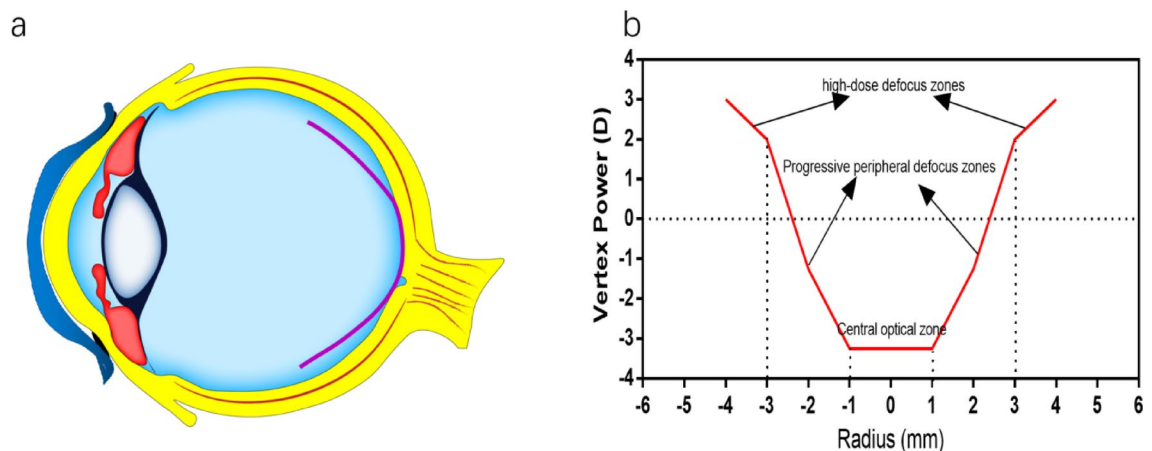 a
b
4
3
2
1
0
-1
-2
-3
-4
Vertex Power (D)
high-dose defocus zones
Progressive peripheral defocus zones
Central optical zone
-6 -5 -4 -3 -2 -1 0 1 2 3 4 5 6
Radius (mm)